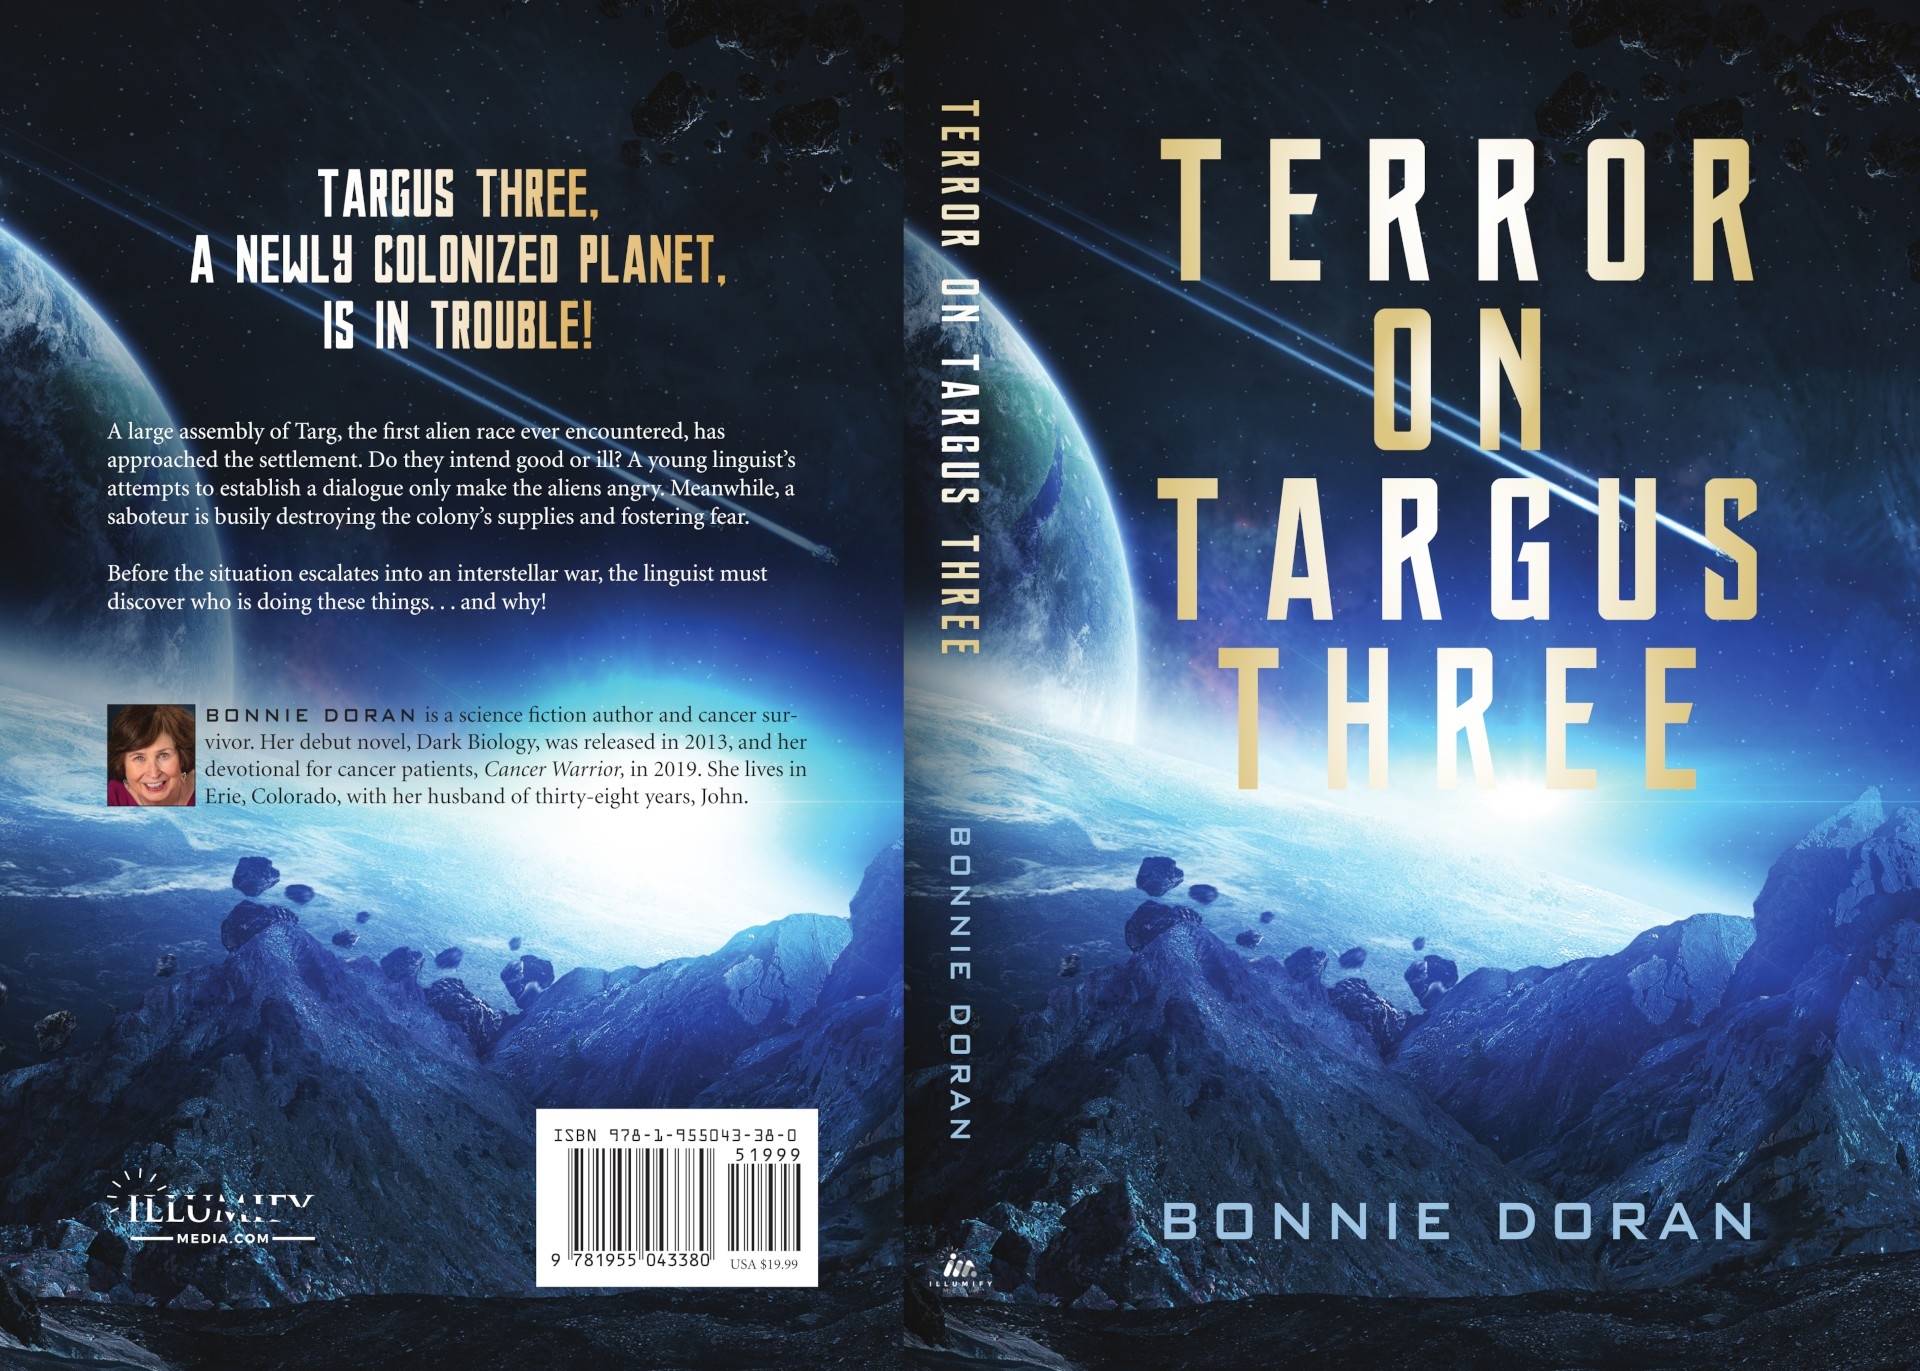 TARGUS THREE,
A NEWLY COLONIZED PLANET,
IS IN TROUBLE!
A large assembly of Targ, the first alien race ever encountered, has
approached the settlement. Do they intend good or ill? A young linguist's
attempts to establish a dialogue only make the aliens angry. Meanwhile, a
saboteur is busily destroying the colony's supplies and fostering fear.
Before the situation escalates into an interstellar war, the linguist must
discover who is doing these things. . . and why!
BONNIE DORAN is a science fiction author and cancer sur-
vivor. Her debut novel, Dark Biology, was released in 2013, and her
devotional for cancer patients, Cancer Warrior, in 2019. She lives in
Erie, Colorado, with her husband of thirty-eight years, John.
ILLUMIFY
MEDIA.COM
ISBN 978-1-955043-38-0
51999
9 781955 043380
USA $19.99
TERROR ON TARGUS THREE
BONNIE DORAN
ILLUMIFY
TERROR
ON
TARGUS
THREE
BONNIE DORAN